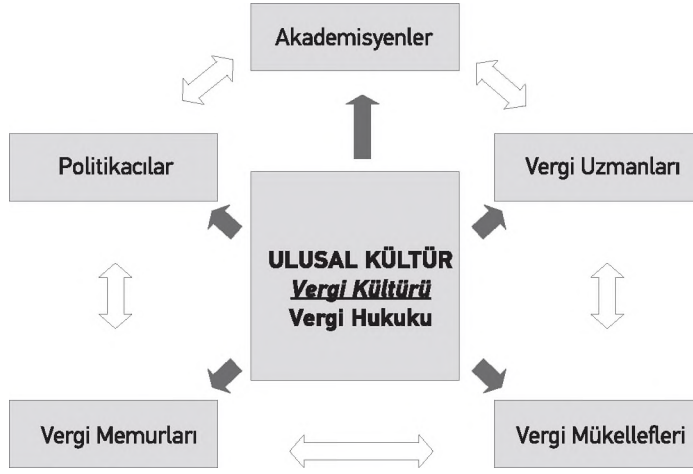 Akademisyenler
Politikacılar
Vergi Uzmanları
ULUSAL KÜLTÜR
Vergi Kültürü
Vergi Hukuku
Vergi Memurları
Vergi Mükellefleri